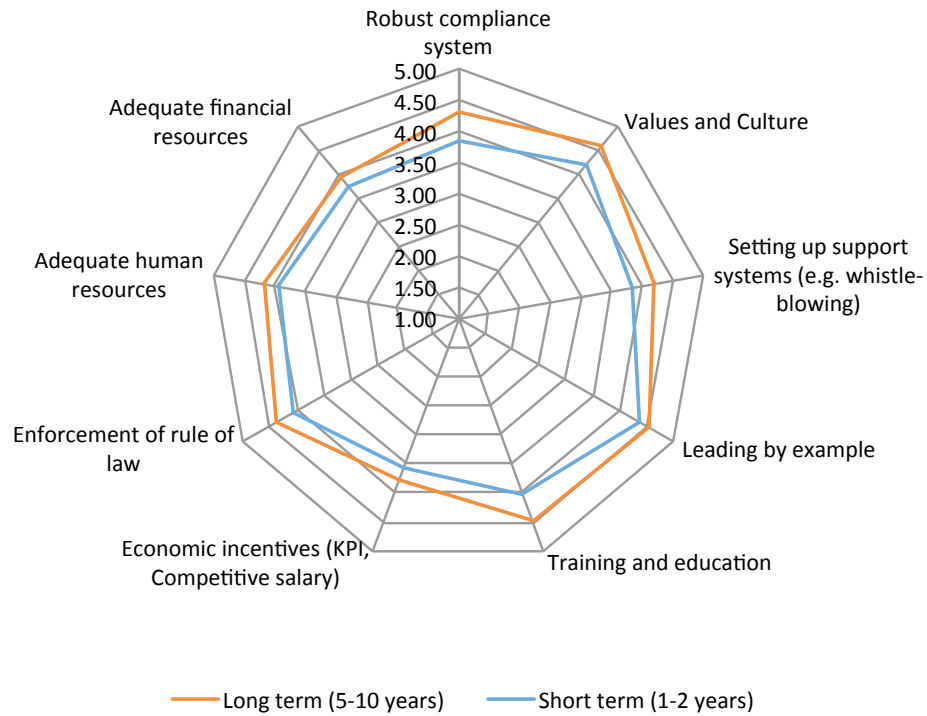 Robust compliance
system
5.00
4.50
4.00
3.50
3.00
2.50
2.00
1.50
1.00
Values and Culture
Setting up support
systems (e.g. whistle-
blowing)
Leading by example
Training and education
Economic incentives (KPI,
Competitive salary)
Enforcement of rule of
law
Adequate human
resources
Adequate financial
resources
Long term (5-10 years)
Short term (1-2 years)